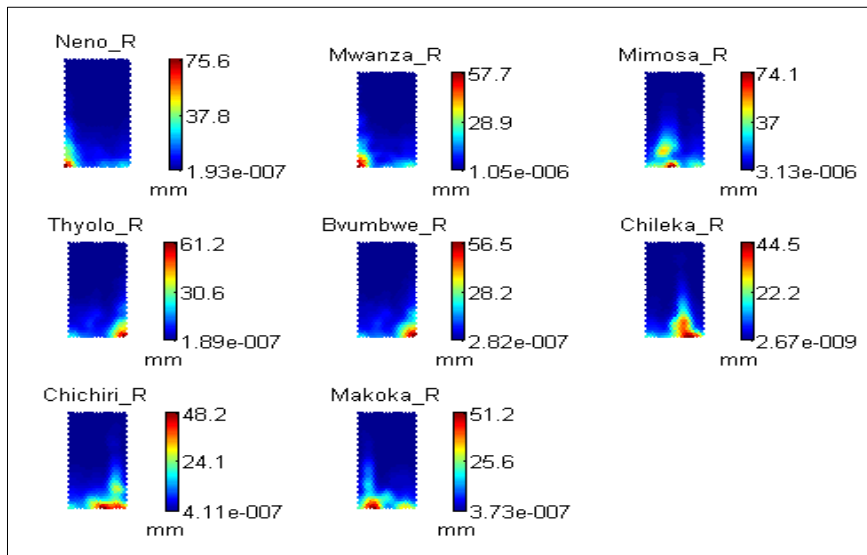 Neno_R
75.6
37.8
1.93e-007
mm
Mwanza_R
57.7
28.9
1.05e-006
mm
Mimosa_R
74.1
37
3.13e-006
mm
Thyolo_R
61.2
30.6
1.89e-007
mm
Bvumbwe_R
56.5
28.2
2.82e-007
mm
Chileka_R
44.5
22.2
2.67e-009
mm
Chichiri_R
48.2
24.1
4.11e-007
mm
Makoka_R
51.2
25.6
3.73e-007
mm